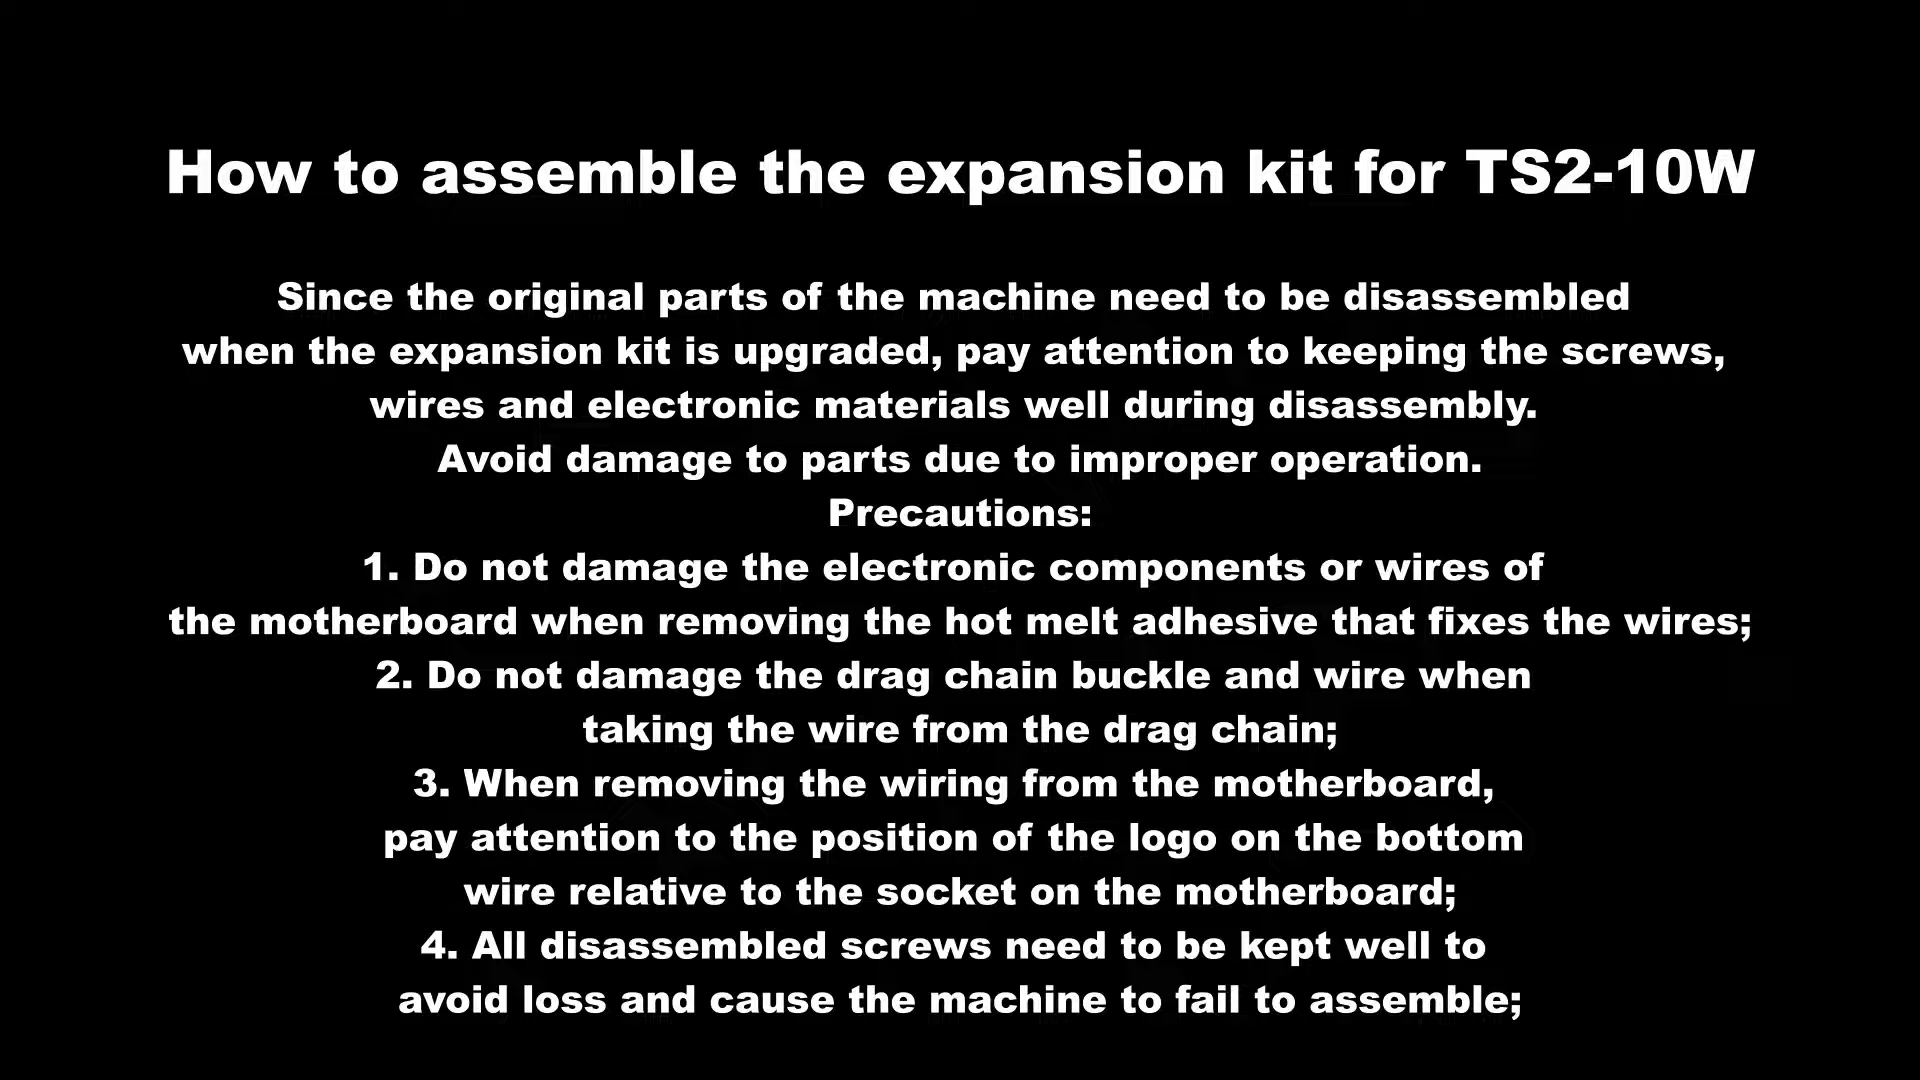 How to assemble the expansion kit for TS2-10W
Since the original parts of the machine need to be disassembled
when the expansion kit is upgraded, pay attention to keeping the screws,
wires and electronic materials well during disassembly.
Avoid damage to parts due to improper operation.
Precautions:
1. Do not damage the electronic components or wires of
the motherboard when removing the hot melt adhesive that fixes the wires;
2. Do not damage the drag chain buckle and wire when
taking the wire from the drag chain;
3. When removing the wiring from the motherboard,
pay attention to the position of the logo on the bottom
wire relative to the socket on the motherboard;
4. All disassembled screws need to be kept well to
avoid loss and cause the machine to fail to assemble;